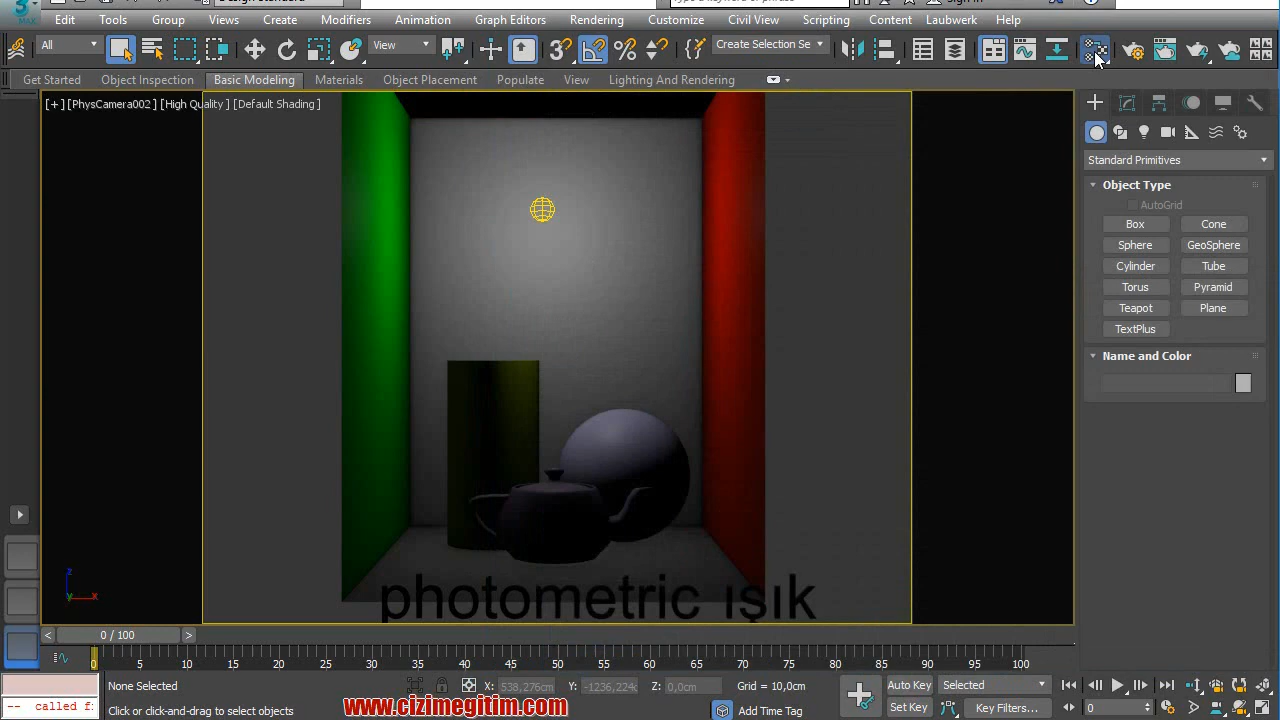 Edit Tools Group Views Create Modifiers Animation Graph Editors Rendering Customize Civil View Scripting Content Laubwerk Help
All View Create Selection Se
Get Started Object Inspection Basic Modeling Materials Object Placement Populate View Lighting And Rendering
[+] [PhysCamera002 ] [High Quality ] [Default Shading ]
Standard Primitives
Object Type
AutoGrid
Box Cone
Sphere GeoSphere
Cylinder Tube
Torus Pyramid
Teapot Plane
TextPlus
Name and Color
photometric ışık
z
x
0 / 100
0 5 10 15 20 25 30 35 40 45 50 55 60 65 70 75 80 85 90 95 100
None Selected X: 538,276cm Y: -1236,224c Z: 0,0cm Grid = 10,0cm Auto Key Selected
-- called f: Click or click-and-drag to select objects www.cizimegitim.com Add Time Tag Set Key Key Filters... 0